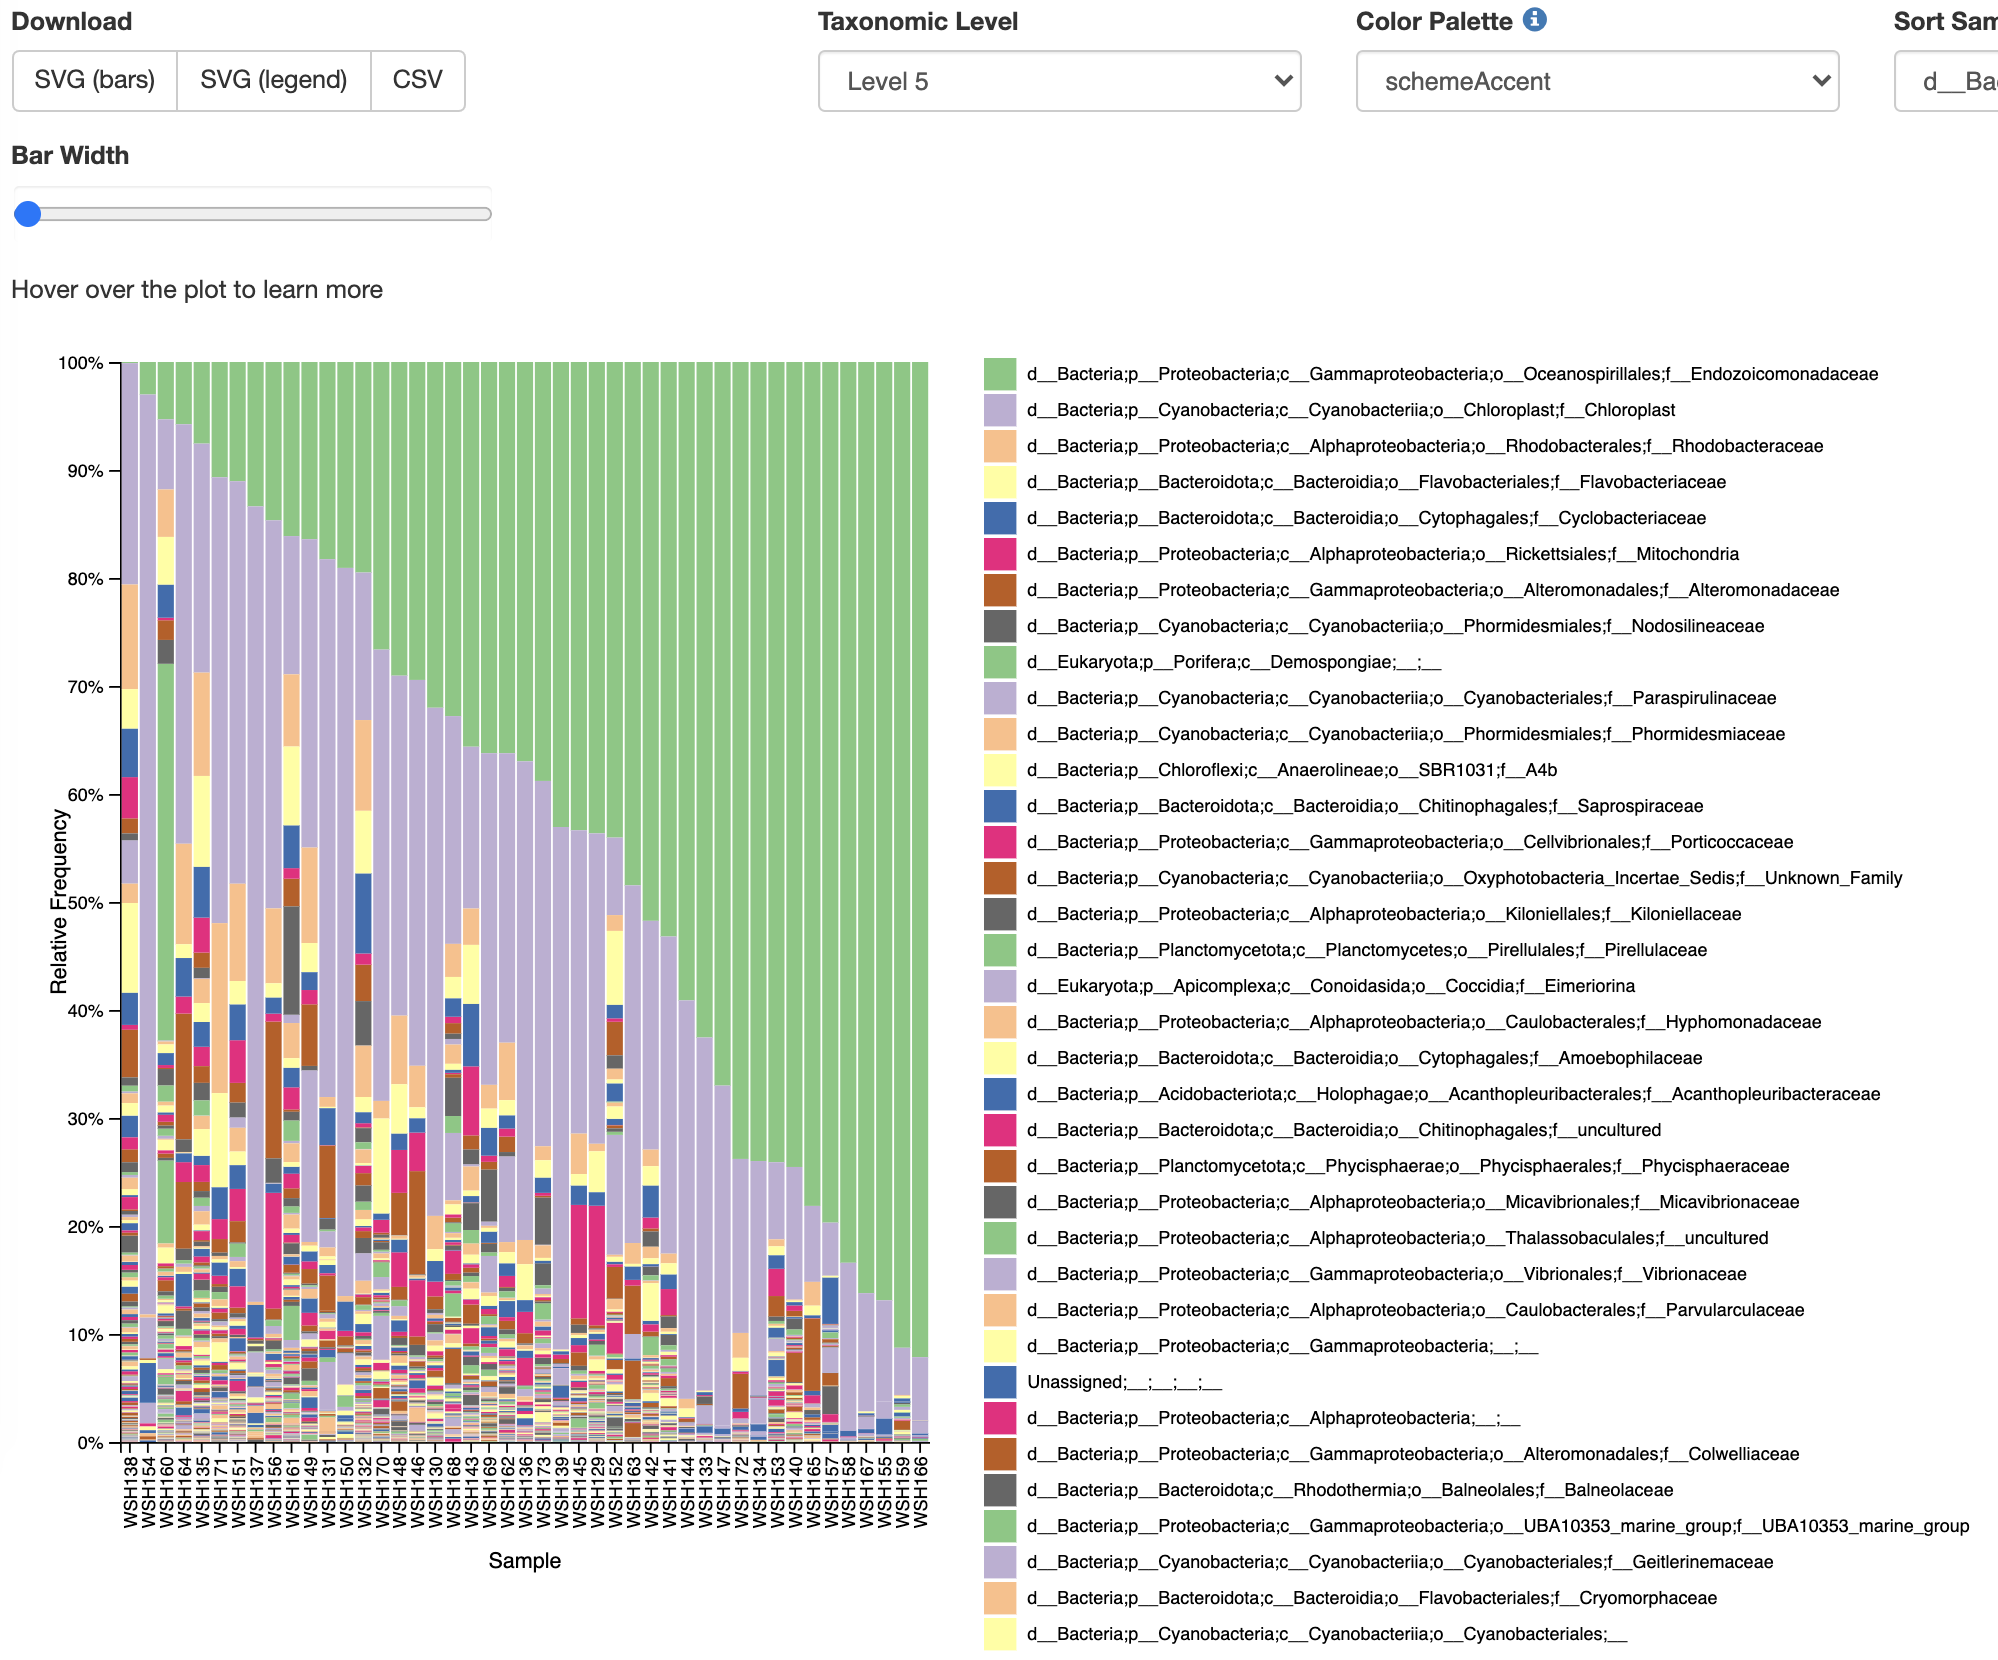 Download
Taxonomic Level
Color Palette
Sort Sam
SVG (bars)
SVG (legend)
CSV
Level 5
schemeAccent
d__Bac
Bar Width
Hover over the plot to learn more
100%
90%
80%
70%
60%
50%
40%
30%
20%
10%
0%
Relative Frequency
WSH138
WSH154
WSH160
WSH164
WSH135
WSH171
WSH151
WSH137
WSH156
WSH161
WSH149
WSH131
WSH150
WSH132
WSH170
WSH148
WSH146
WSH130
WSH168
WSH143
WSH169
WSH162
WSH136
WSH173
WSH139
WSH145
WSH129
WSH152
WSH163
WSH142
WSH141
WSH144
WSH133
WSH147
WSH172
WSH134
WSH153
WSH140
WSH165
WSH157
WSH158
WSH167
WSH155
WSH159
WSH166
Sample
d__Bacteria;p__Proteobacteria;c__Gammaproteobacteria;o__Oceanospirillales;f__Endozoicomonadaceae
d__Bacteria;p__Cyanobacteria;c__Cyanobacteriia;o__Chloroplast;f__Chloroplast
d__Bacteria;p__Proteobacteria;c__Alphaproteobacteria;o__Rhodobacterales;f__Rhodobacteraceae
d__Bacteria;p__Bacteroidota;c__Bacteroidia;o__Flavobacteriales;f__Flavobacteriaceae
d__Bacteria;p__Bacteroidota;c__Bacteroidia;o__Cytophagales;f__Cyclobacteriaceae
d__Bacteria;p__Proteobacteria;c__Alphaproteobacteria;o__Rickettsiales;f__Mitochondria
d__Bacteria;p__Proteobacteria;c__Gammaproteobacteria;o__Alteromonadales;f__Alteromonadaceae
d__Bacteria;p__Cyanobacteria;c__Cyanobacteriia;o__Phormidesmiales;f__Nodosilineaceae
d__Eukaryota;p__Porifera;c__Demospongiae;__;__
d__Bacteria;p__Cyanobacteria;c__Cyanobacteriia;o__Cyanobacteriales;f__Paraspirulinaceae
d__Bacteria;p__Cyanobacteria;c__Cyanobacteriia;o__Phormidesmiales;f__Phormidesmiaceae
d__Bacteria;p__Chloroflexi;c__Anaerolineae;o__SBR1031;f__A4b
d__Bacteria;p__Bacteroidota;c__Bacteroidia;o__Chitinophagales;f__Saprospiraceae
d__Bacteria;p__Proteobacteria;c__Gammaproteobacteria;o__Cellvibrionales;f__Porticoccaceae
d__Bacteria;p__Cyanobacteria;c__Cyanobacteriia;o__Oxyphotobacteria_Incertae_Sedis;f__Unknown_Family
d__Bacteria;p__Proteobacteria;c__Alphaproteobacteria;o__Kiloniellales;f__Kiloniellaceae
d__Bacteria;p__Planctomycetota;c__Planctomycetes;o__Pirellulales;f__Pirellulaceae
d__Eukaryota;p__Apicomplexa;c__Conoidasida;o__Coccidia;f__Eimeriorina
d__Bacteria;p__Proteobacteria;c__Alphaproteobacteria;o__Caulobacterales;f__Hyphomonadaceae
d__Bacteria;p__Bacteroidota;c__Bacteroidia;o__Cytophagales;f__Amoebophilaceae
d__Bacteria;p__Acidobacteriota;c__Holophagae;o__Acanthopleuribacterales;f__Acanthopleuribacteraceae
d__Bacteria;p__Bacteroidota;c__Bacteroidia;o__Chitinophagales;f__uncultured
d__Bacteria;p__Planctomycetota;c__Phycisphaerae;o__Phycisphaerales;f__Phycisphaeraceae
d__Bacteria;p__Proteobacteria;c__Alphaproteobacteria;o__Micavibrionales;f__Micavibrionaceae
d__Bacteria;p__Proteobacteria;c__Alphaproteobacteria;o__Thalassobaculales;f__uncultured
d__Bacteria;p__Proteobacteria;c__Gammaproteobacteria;o__Vibrionales;f__Vibrionaceae
d__Bacteria;p__Proteobacteria;c__Alphaproteobacteria;o__Caulobacterales;f__Parvularculaceae
d__Bacteria;p__Proteobacteria;c__Gammaproteobacteria;__;__
Unassigned;__;__;__;__
d__Bacteria;p__Proteobacteria;c__Alphaproteobacteria;__;__
d__Bacteria;p__Proteobacteria;c__Gammaproteobacteria;o__Alteromonadales;f__Colwelliaceae
d__Bacteria;p__Bacteroidota;c__Rhodothermia;o__Balneolales;f__Balneolaceae
d__Bacteria;p__Proteobacteria;c__Gammaproteobacteria;o__UBA10353_marine_group;f__UBA10353_marine_group
d__Bacteria;p__Cyanobacteria;c__Cyanobacteriia;o__Cyanobacteriales;f__Geitlerinemaceae
d__Bacteria;p__Bacteroidota;c__Bacteroidia;o__Flavobacteriales;f__Cryomorphaceae
d__Bacteria;p__Cyanobacteria;c__Cyanobacteriia;o__Cyanobacteriales;__